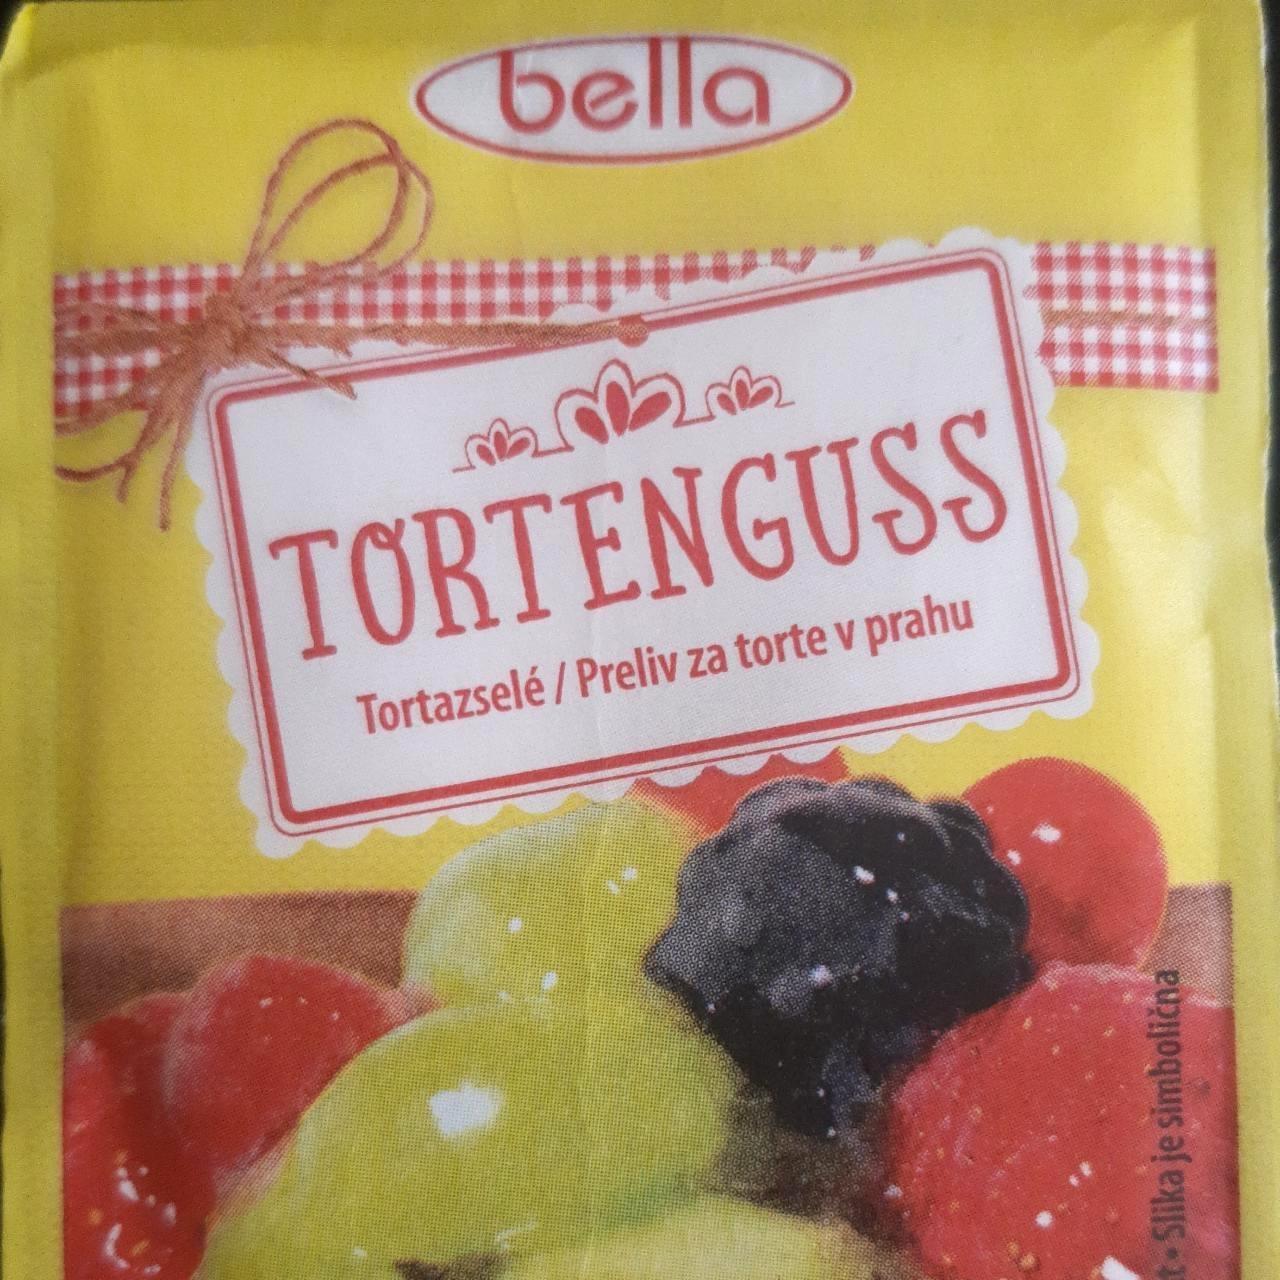 bella
TORTENGUSS
Tortazselé / Preliv za torte v prahu
t • Slika je simbolična